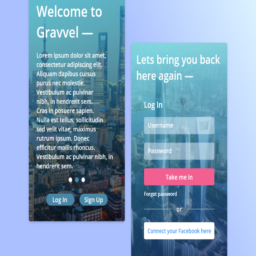 Welcome to
Gravvel —
Lorem ipsum dolor sit amet,
consectetur adipiscing elit.
Aliquam dapibus cursus
purus nec molestie.
Vestibulum ac pulvinar
nibh, in hendrerit sem.
Cras in posuere sapien.
Nulla est tellus, sollicitudin
sed velit vitae, maximus
rutrum ipsum. Donec
efficitur mollis rhoncus.
Vestibulum ac pulvinar nibh, in
hendrerit sem.
Log In
Sign Up
Lets bring you back
here again —
Log In
Username
Password
Take me in
Forgot password
or
Connect your Facebook here